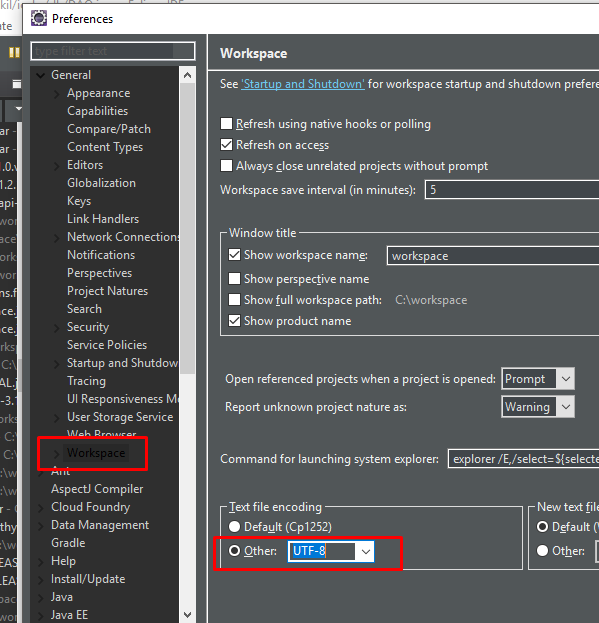 Preferences
type filter text
General
Appearance
Capabilities
Compare/Patch
Content Types
Editors
Globalization
Keys
Link Handlers
Network Connections
Notifications
Perspectives
Project Natures
Search
Security
Service Policies
Startup and Shutdow
Tracing
UI Responsiveness Mo
User Storage Service
Web Browser
Workspace
Ant
AspectJ Compiler
Cloud Foundry
Data Management
Gradle
Help
Install/Update
Java
Java EE
Workspace
See 'Startup and Shutdown' for workspace startup and shutdown prefere
Refresh using native hooks or polling
Refresh on access
Always close unrelated projects without prompt
Workspace save interval (in minutes): 5
Window title
Show workspace name: workspace
Show perspective name
Show full workspace path: C:\workspace
Show product name
Open referenced projects when a project is opened: Prompt
Report unknown project nature as: Warning
Command for launching system explorer: explorer /E,/select=${selecte
Text file encoding
Default (Cp1252)
Other: UTF-8
New text file
Default (
Other: